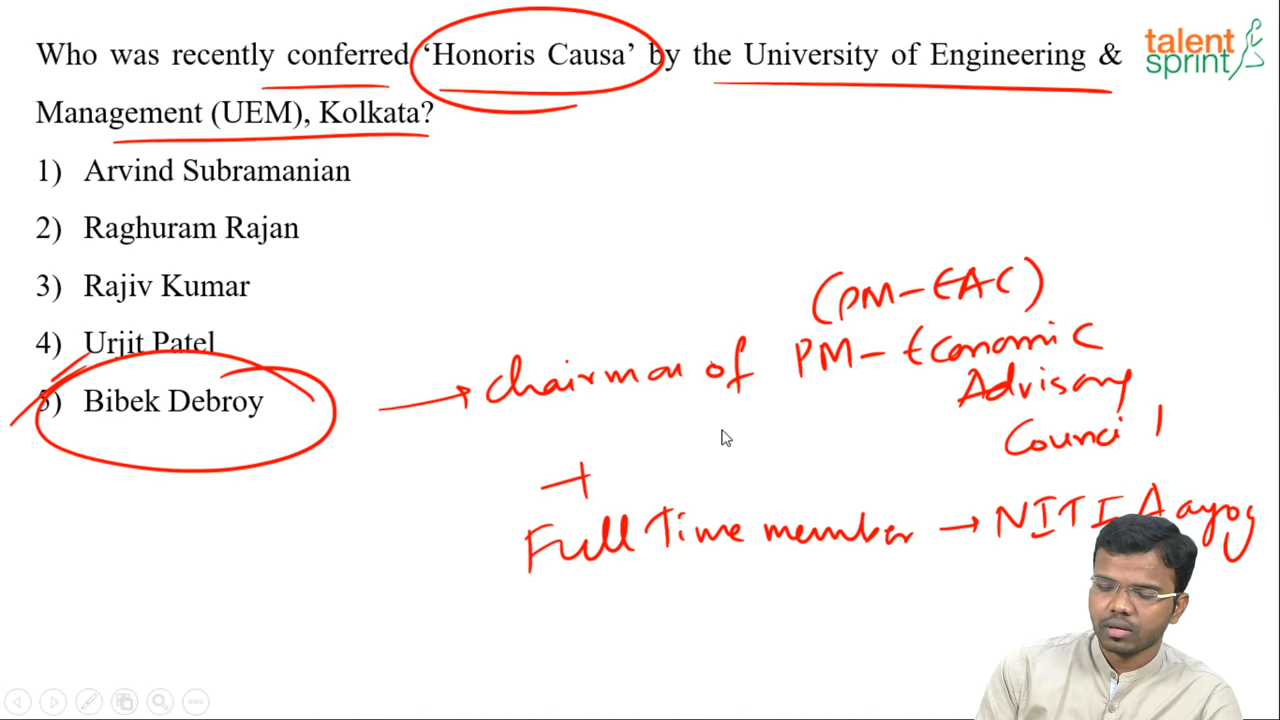 Who was recently conferred ‘Honoris Causa’ by the University of Engineering &
Management (UEM), Kolkata?
talent
sprint
1) Arvind Subramanian
2) Raghuram Rajan
3) Rajiv Kumar
4) Urjit Patel
5) Bibek Debroy
(PM-EAC)
→ Chairman of PM- Economic
Advisory
Council
+
Full Time member → NITI Aayog